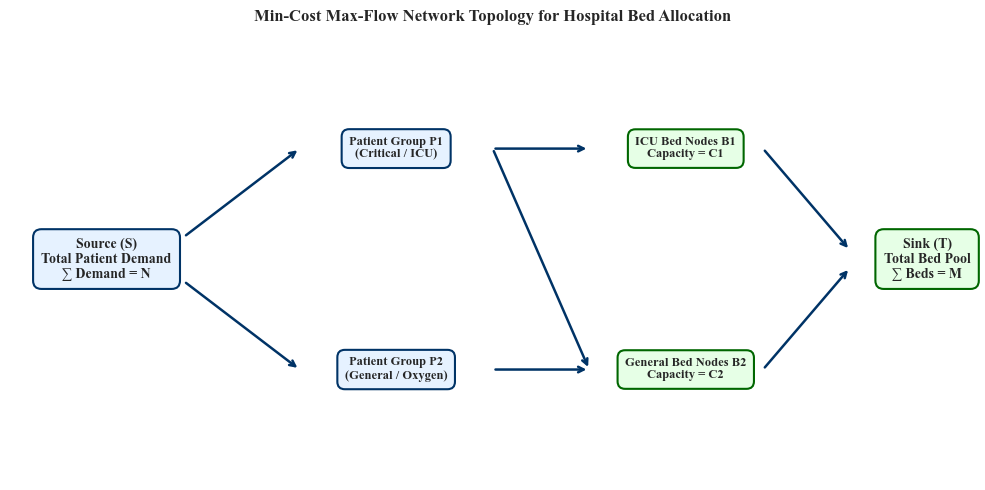 Min-Cost Max-Flow Network Topology for Hospital Bed Allocation
Patient Group P1
(Critical / ICU)
ICU Bed Nodes B1
Capacity = C1
Source (S)
Total Patient Demand
∑ Demand = N
Sink (T)
Total Bed Pool
∑ Beds = M
Patient Group P2
(General / Oxygen)
General Bed Nodes B2
Capacity = C2